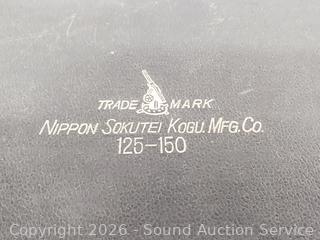 TRADE MARK
NIPPON SOKUTEI KOGU. MFG. CO.
125-150
Copyright 2026 - Sound Auction Service